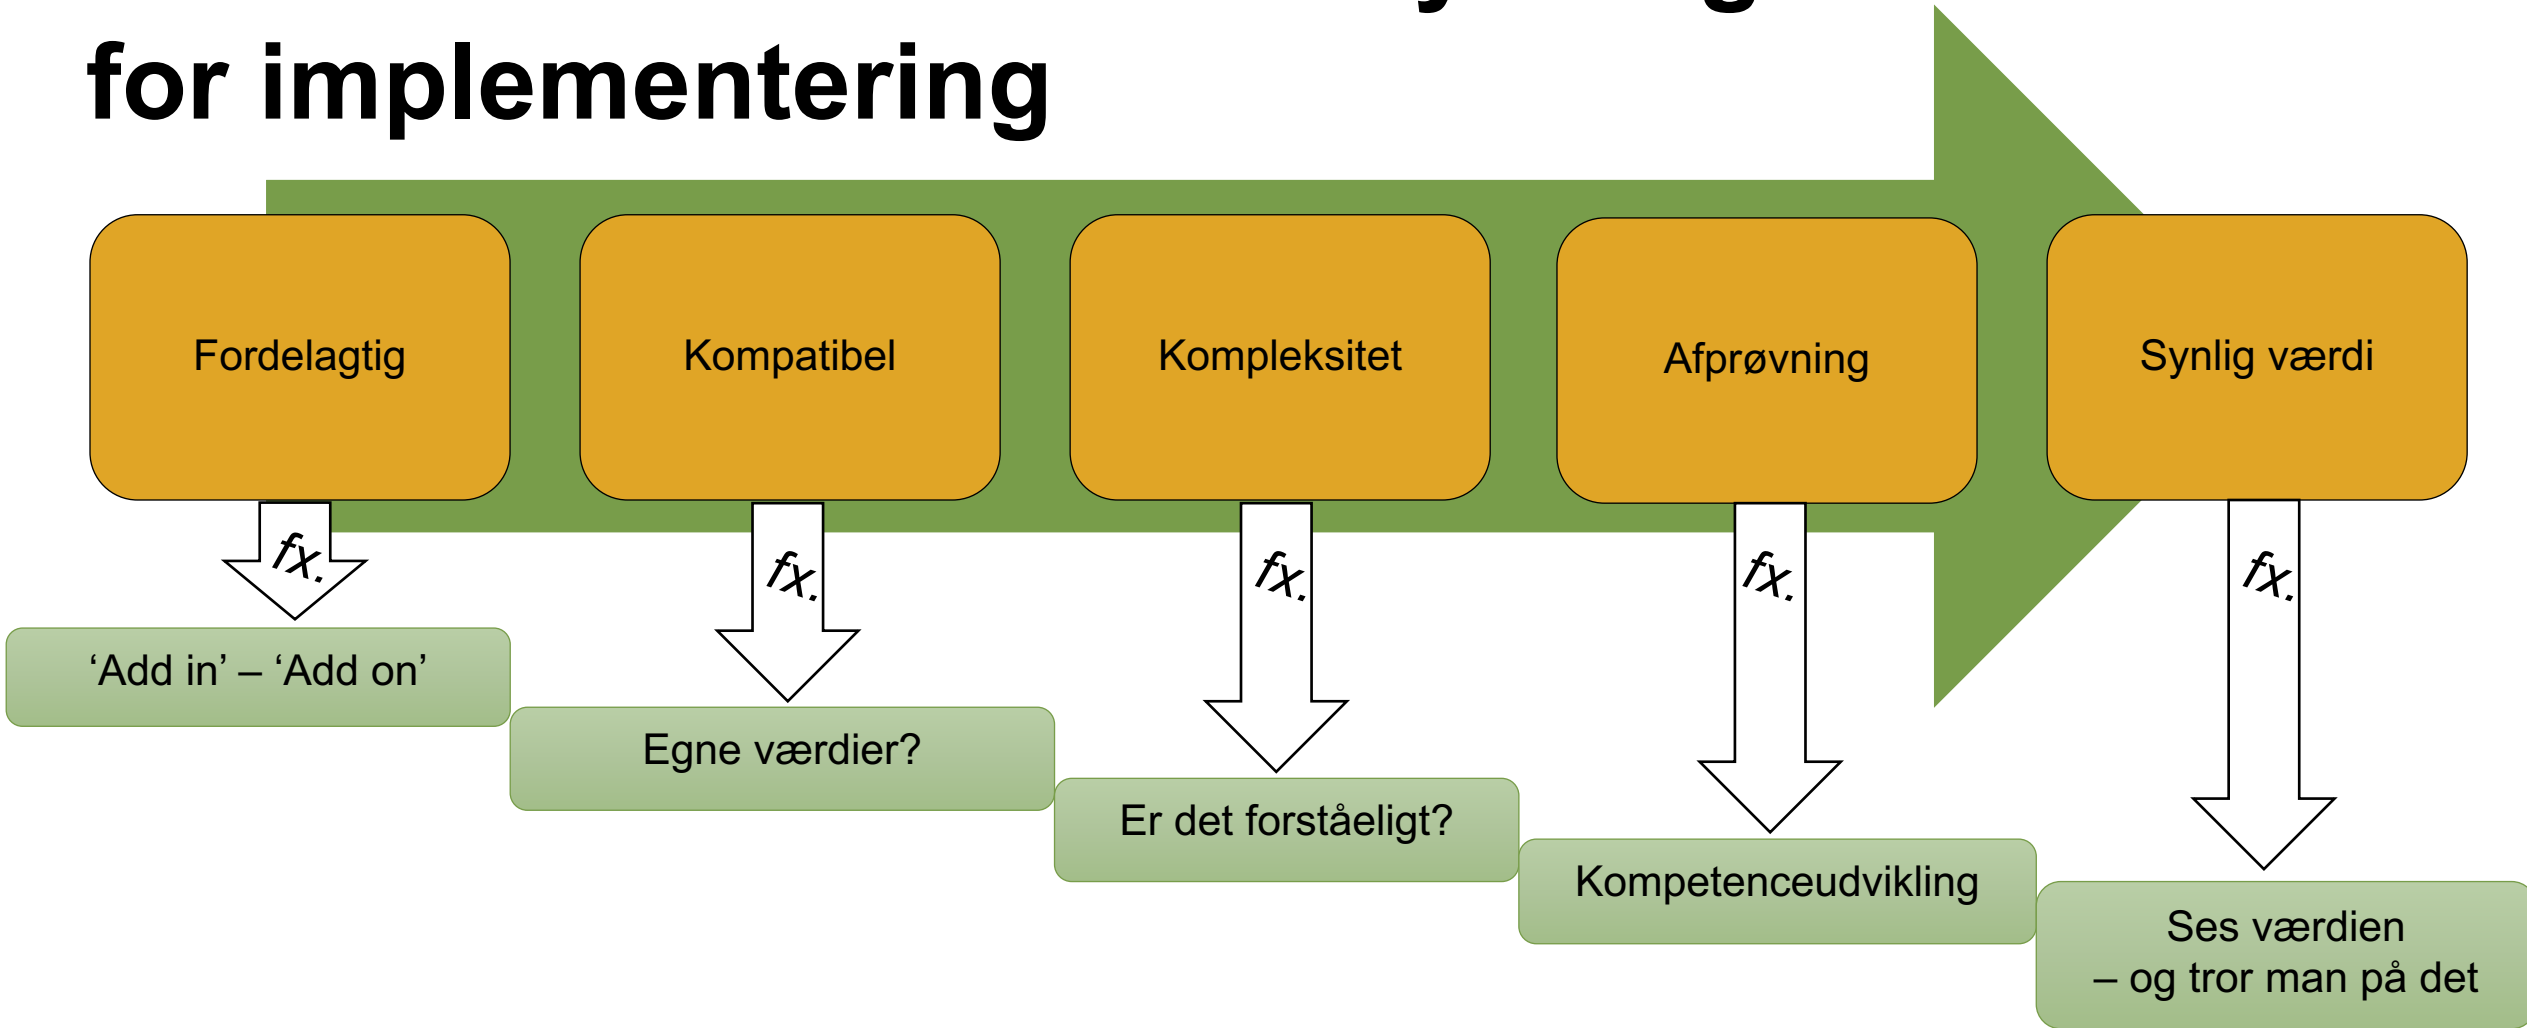 for implementering
Fordelagtig
Kompatibel
Kompleksitet
Afprøvning
Synlig værdi
fx.
fx.
fx.
fx.
fx.
‘Add in’ – ‘Add on’
Egne værdier?
Er det forståeligt?
Kompetenceudvikling
Ses værdien
– og tror man på det